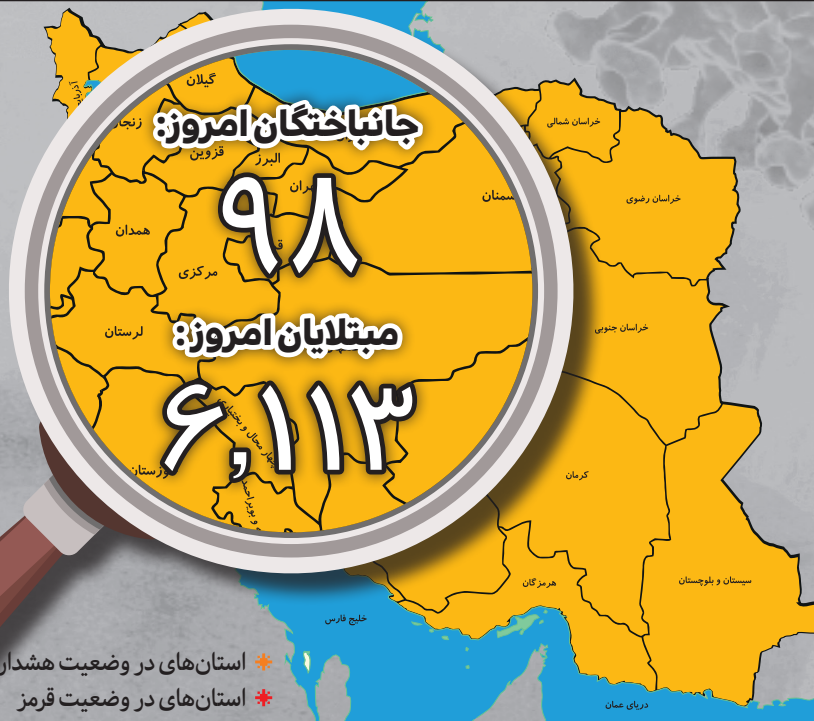 جانباختگان امروز:
۹۸
مبتلایان امروز:
۶,۱۱۳
گیلان
قزوین
البرز
سمنان
همدان
مرکزی
لرستان
خراسان شمالی
خراسان رضوی
خراسان جنوبی
کرمان
هرمزگان
سیستان و بلوچستان
خلیج فارس
دریای عمان
استان‌های در وضعیت هشدار
استان‌های در وضعیت قرمز